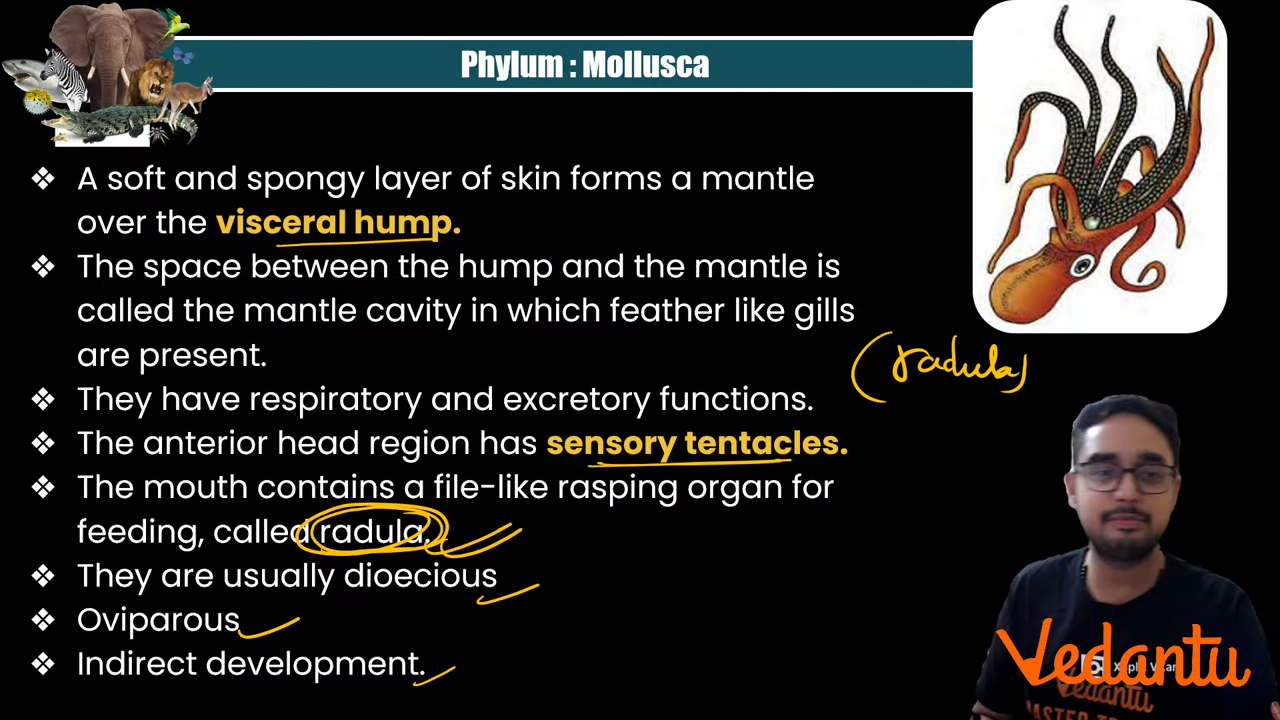 Phylum : Mollusca
❖ A soft and spongy layer of skin forms a mantle
over the visceral hump.
❖ The space between the hump and the mantle is
called the mantle cavity in which feather like gills
are present.
(radula)
❖ They have respiratory and excretory functions.
❖ The anterior head region has sensory tentacles.
❖ The mouth contains a file-like rasping organ for
feeding, called radula.
❖ They are usually dioecious
❖ Oviparous
❖ Indirect development.
Vedantu
Vedantu